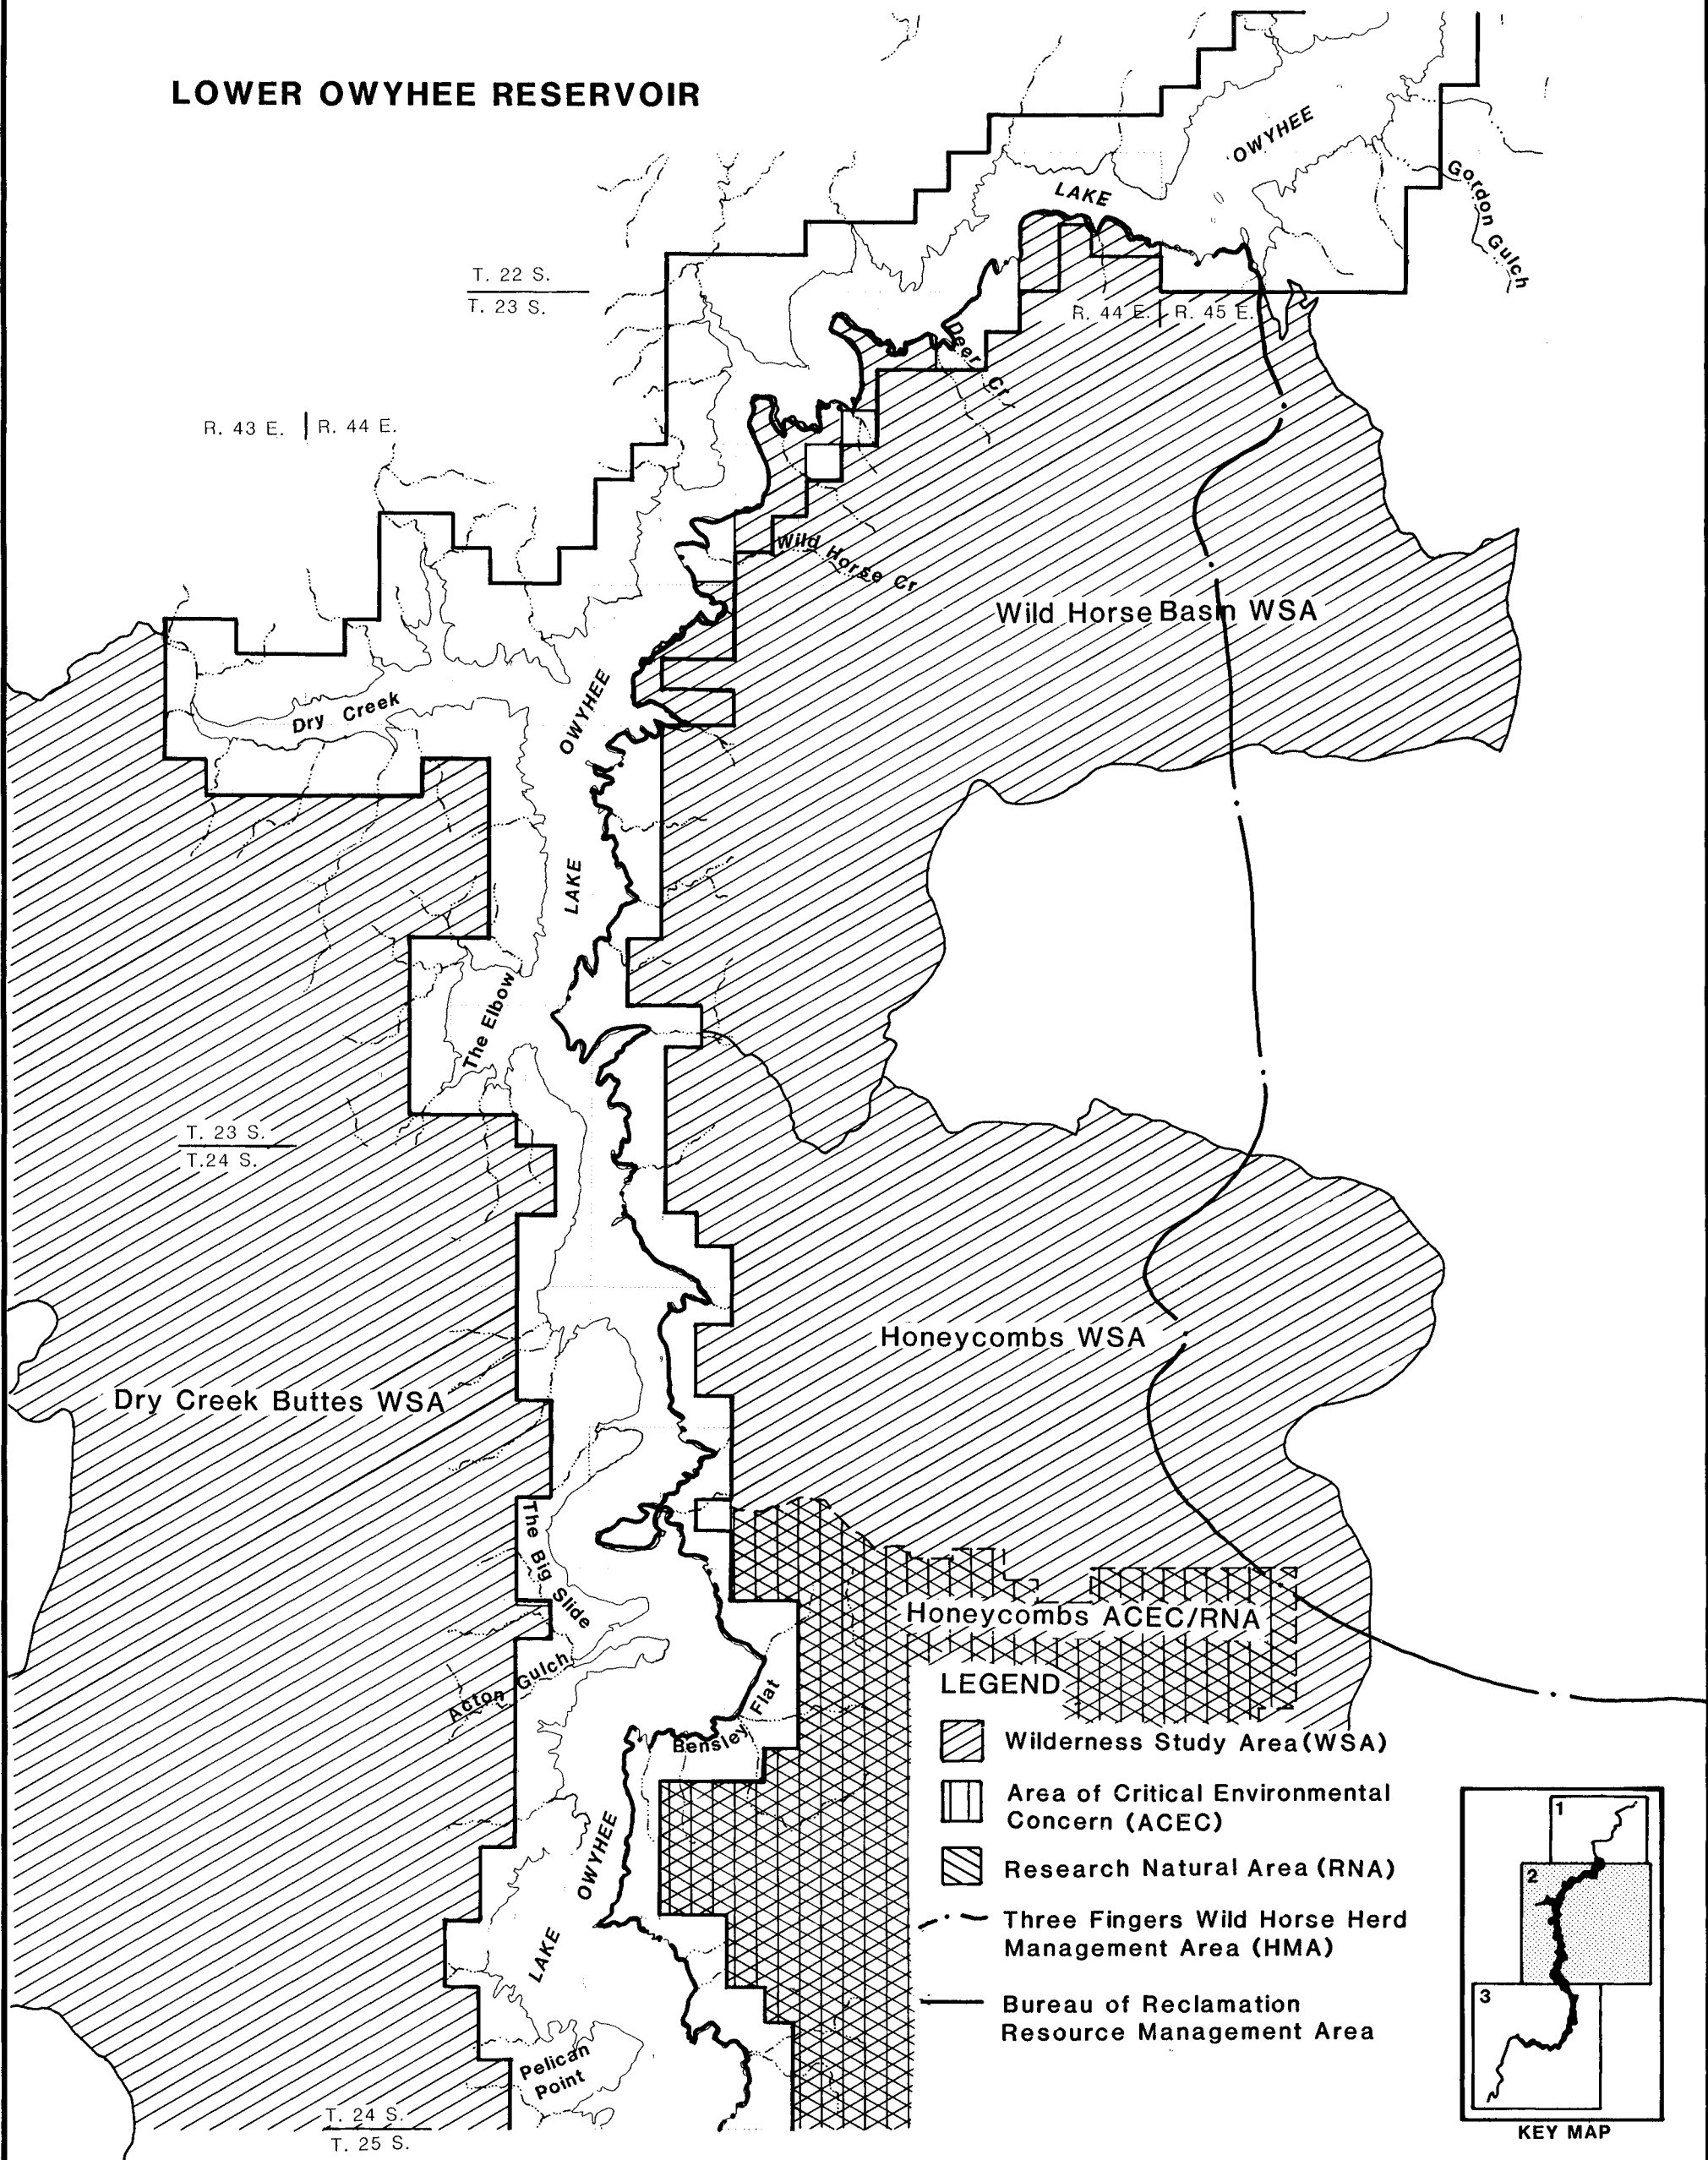 LOWER OWYHEE RESERVOIR
OWYHEE
LAKE
Gordon Gulch
T. 22 S.
T. 23 S.
R. 44 E. R. 45 E.
Deer Cr
R. 43 E. R. 44 E.
Wild Horse Cr
Wild Horse Basin WSA
OWYHEE
Dry Creek
LAKE
The Elbow
T. 23 S.
T.24 S.
Honeycombs WSA
Dry Creek Buttes WSA
The Big Slide
Honeycombs ACEC/RNA
Acton Gulch
Bensley Flat
OWYHEE
LAKE
Pelican
Point
T. 24 S.
T. 25 S.
LEGEND
Wilderness Study Area (WSA)
Area of Critical Environmental
Concern (ACEC)
Research Natural Area (RNA)
Three Fingers Wild Horse Herd
Management Area (HMA)
Bureau of Reclamation
Resource Management Area
1
2
3
KEY MAP